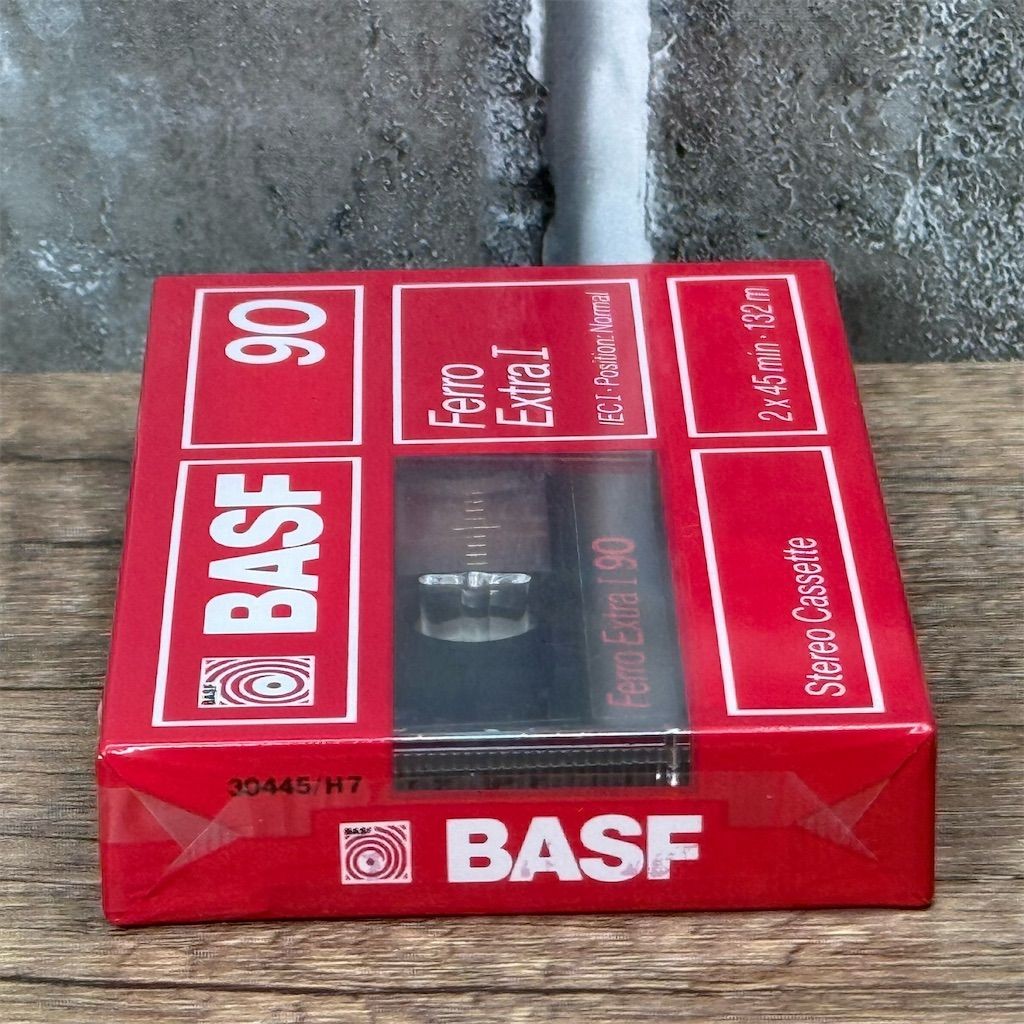 90
Ferro
Extra I
IEC I · Position: Normal
2 x 45 min · 132 m
BASF
BASF
Ferro Extra I 90
Stereo Cassette
30445/H7
BASF
BASF